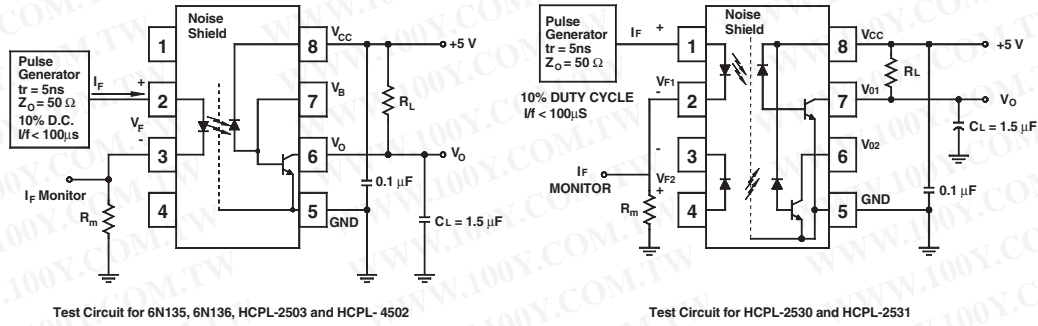 Noise
Shield
Pulse
Generator
tr = 5ns
ZO = 50 Ω
10% D.C.
I/f < 100µs
IF
+
VF
-
IF Monitor
Rm
1
2
3
4
8
7
6
5
VCC
VB
VO
GND
+5 V
RL
VO
0.1 µF
CL = 1.5 µF
Test Circuit for 6N135, 6N136, HCPL-2503 and HCPL- 4502
Noise
Shield
Pulse
Generator
tr = 5ns
ZO = 50 Ω
IF
+
10% DUTY CYCLE
I/f < 100µS
VF1
-
-
VF2
+
IF
MONITOR
Rm
1
2
3
4
8
7
6
5
VCC
V01
V02
GND
+5 V
RL
VO
CL = 1.5 µF
0.1 µF
Test Circuit for HCPL-2530 and HCPL-2531
WWW.100Y.COM.TW